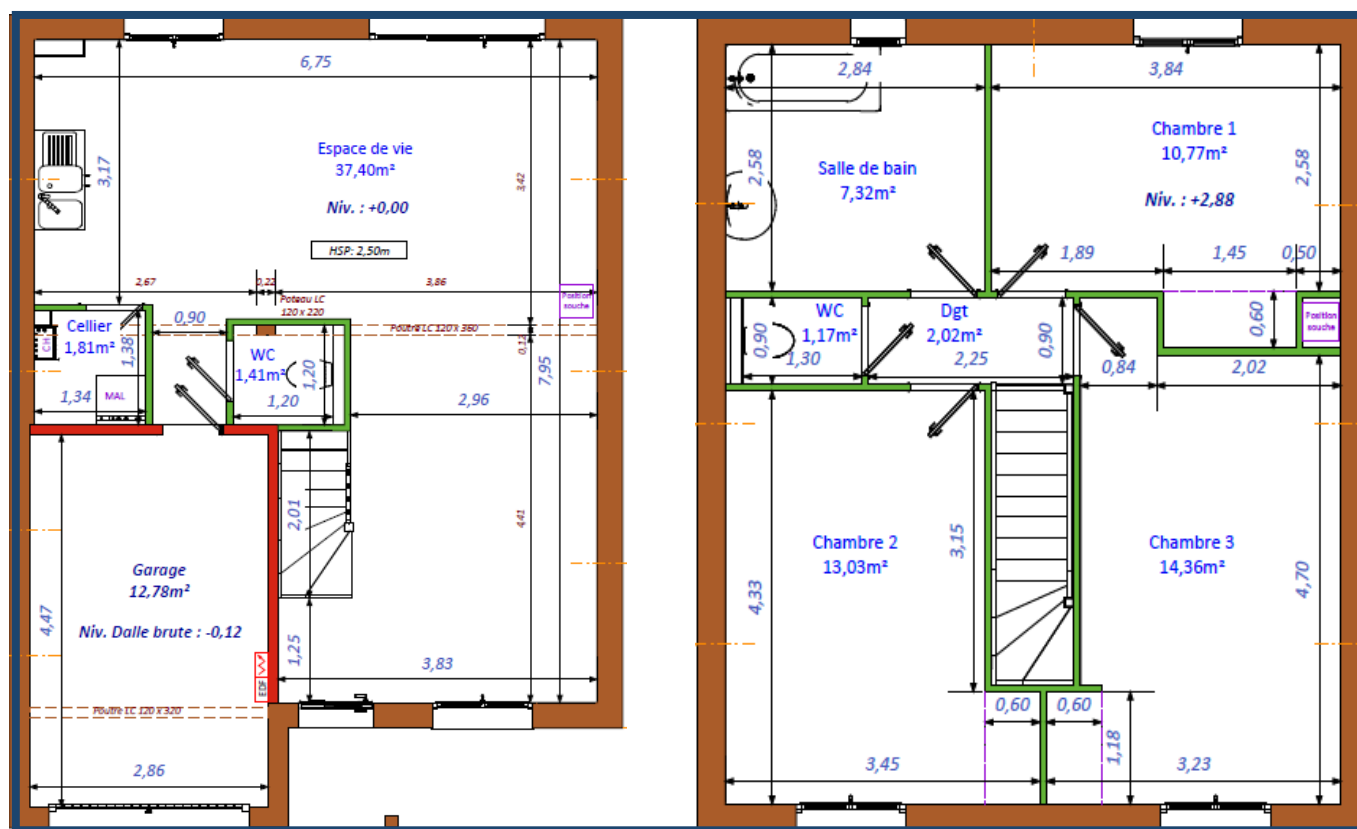 6,75
Espace de vie
37,40m²
3,17
3,42
Niv. : +0,00
HSP: 2,50m
2,67
0,22
3,86
Poteau LC
120 x 220
Position
souche
Poutre LC 120 x 360
0,12
7,95
Cellier
1,81m²
CH
1,38
0,90
WC
1,41m²
1,20
1,20
1,34
MAL
2,96
2,01
4,41
Garage
12,78m²
4,47
Niv. Dalle brute : -0,12
1,25
EDF
3,83
Poutre LC 120 x 320
2,86
2,84
3,84
Chambre 1
10,77m²
2,58
Salle de bain
7,32m²
2,58
Niv. : +2,88
1,89
1,45
0,50
WC
1,17m²
0,90
1,30
Dgt
2,02m²
2,25
0,90
0,60
Position
souche
0,84
2,02
Chambre 2
13,03m²
3,15
4,33
Chambre 3
14,36m²
4,70
0,60
0,60
1,18
3,45
3,23